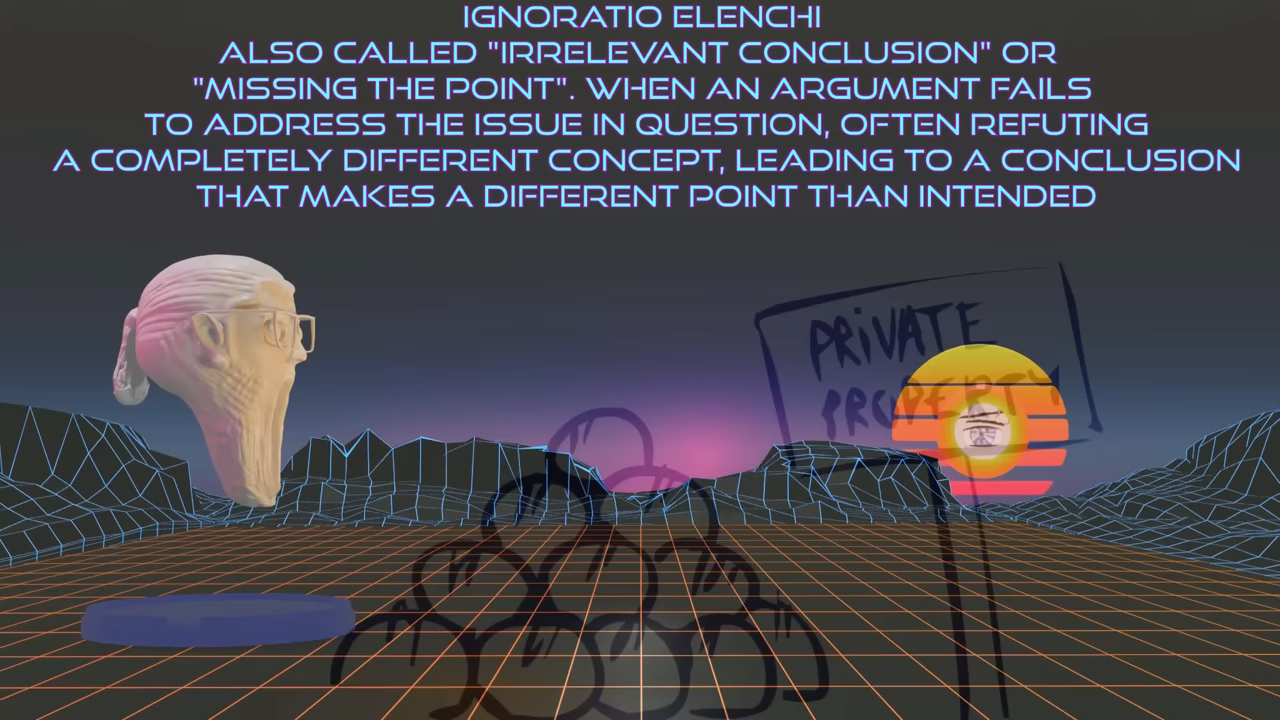 IGNORATIO ELENCHI
ALSO CALLED "IRRELEVANT CONCLUSION" OR
"MISSING THE POINT". WHEN AN ARGUMENT FAILS
TO ADDRESS THE ISSUE IN QUESTION, OFTEN REFUTING
A COMPLETELY DIFFERENT CONCEPT, LEADING TO A CONCLUSION
THAT MAKES A DIFFERENT POINT THAN INTENDED
PRIVATE
PROPERTY